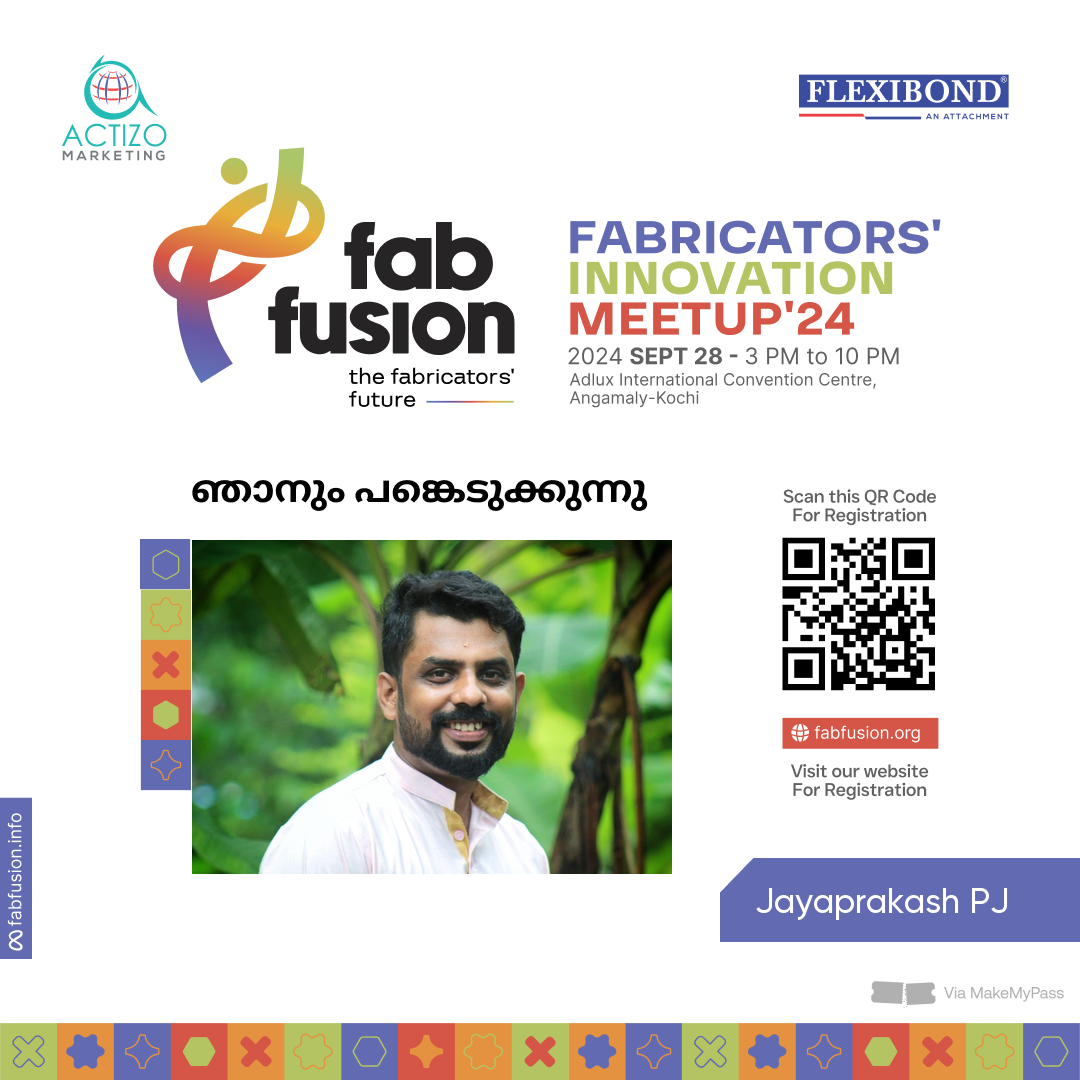 ACTIZO
MARKETING
FLEXIBOND®
AN ATTACHMENT
fab
fusion
the fabricators'
future
FABRICATORS'
INNOVATION
MEETUP'24
2024 SEPT 28 - 3 PM to 10 PM
Adlux International Convention Centre,
Angamaly-Kochi
ഞാനും പങ്കെടുക്കുന്നു
Scan this QR Code
For Registration
fabfusion.org
Visit our website
For Registration
fabfusion.info
Jayaprakash PJ
Via MakeMyPass